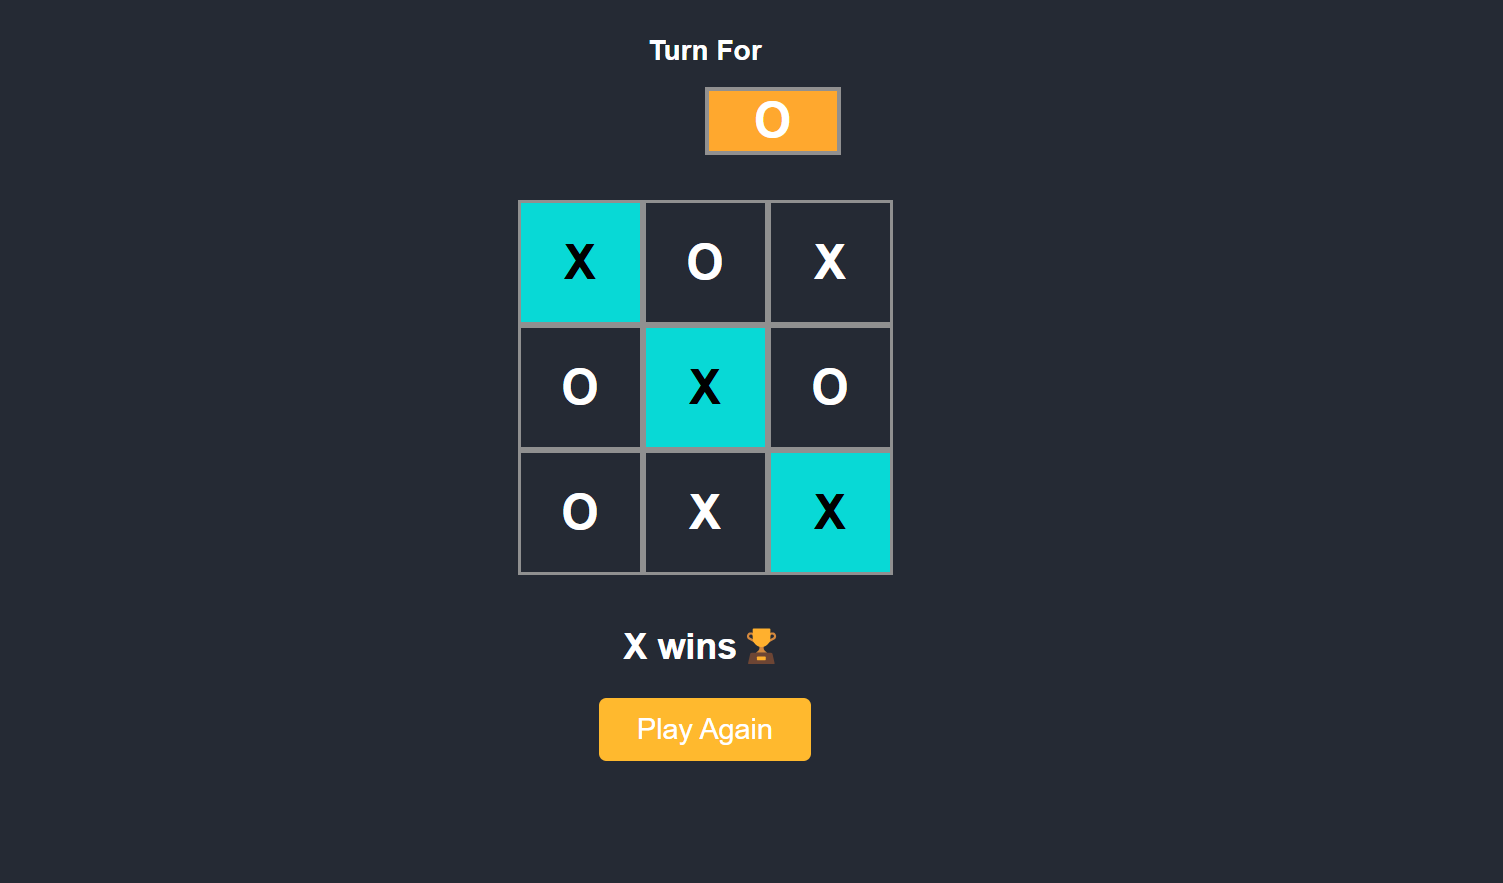 Turn For
O
X O X
O X O
O X X
X wins 🏆
Play Again